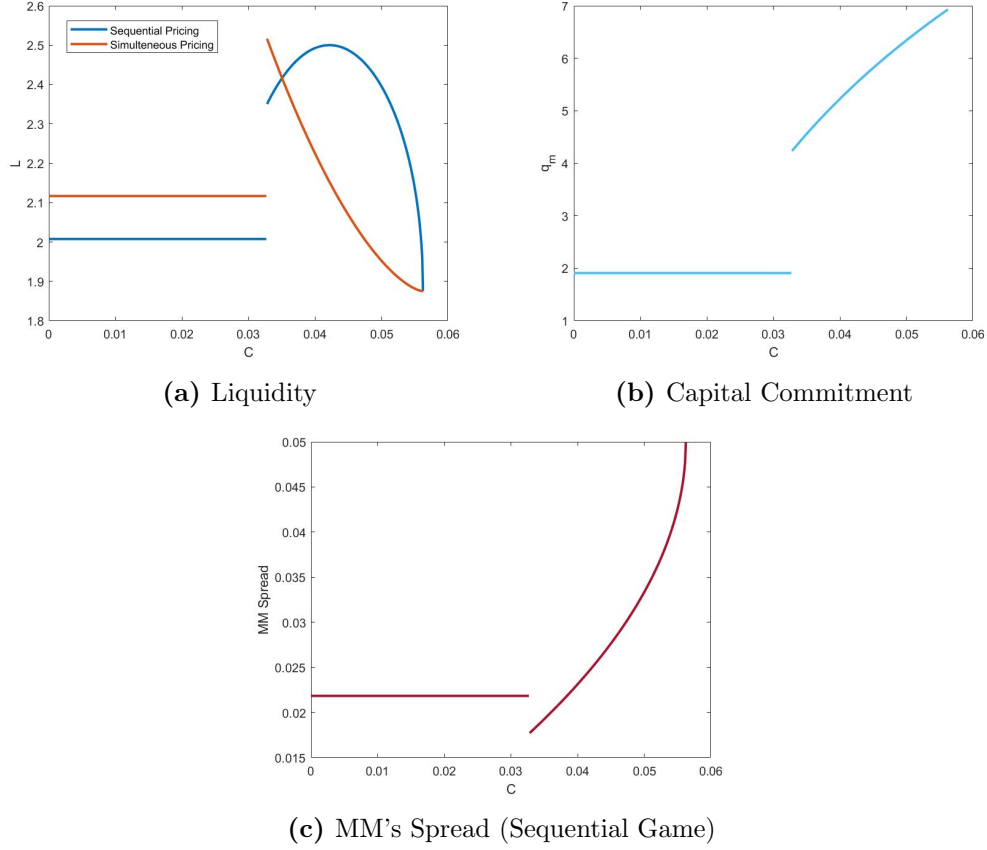 2.6
Sequential Pricing
Simulteneous Pricing
2.5
2.4
2.3
L
2.2
2.1
2
1.9
1.8
0 0.01 0.02 0.03 0.04 0.05 0.06
C
(a) Liquidity
7
6
5
q_m
4
3
2
1
0 0.01 0.02 0.03 0.04 0.05 0.06
C
(b) Capital Commitment
0.05
0.045
0.04
0.035
MM Spread
0.03
0.025
0.02
0.015
0 0.01 0.02 0.03 0.04 0.05 0.06
C
(c) MM's Spread (Sequential Game)